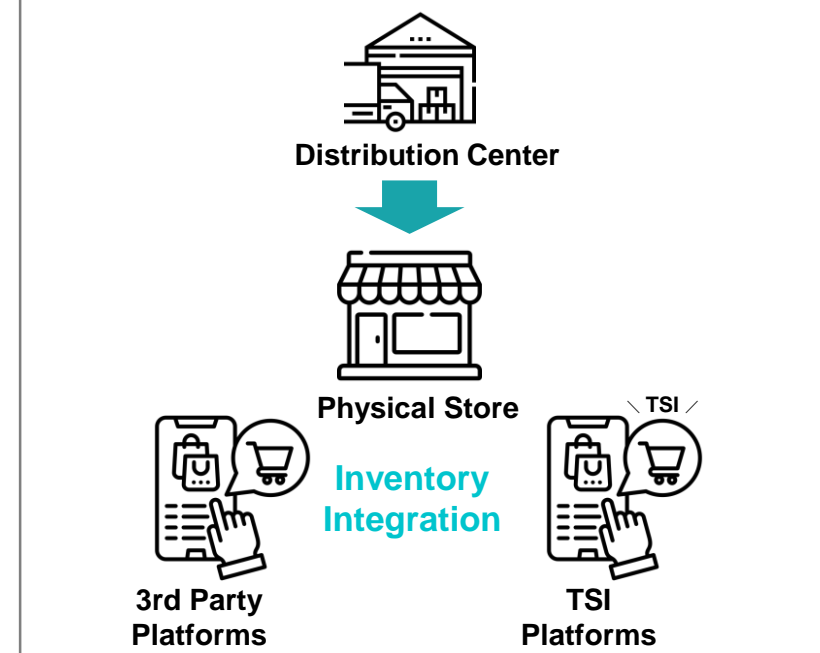 Distribution Center
Physical Store
TSI
Inventory
Integration
3rd Party
Platforms
TSI
Platforms